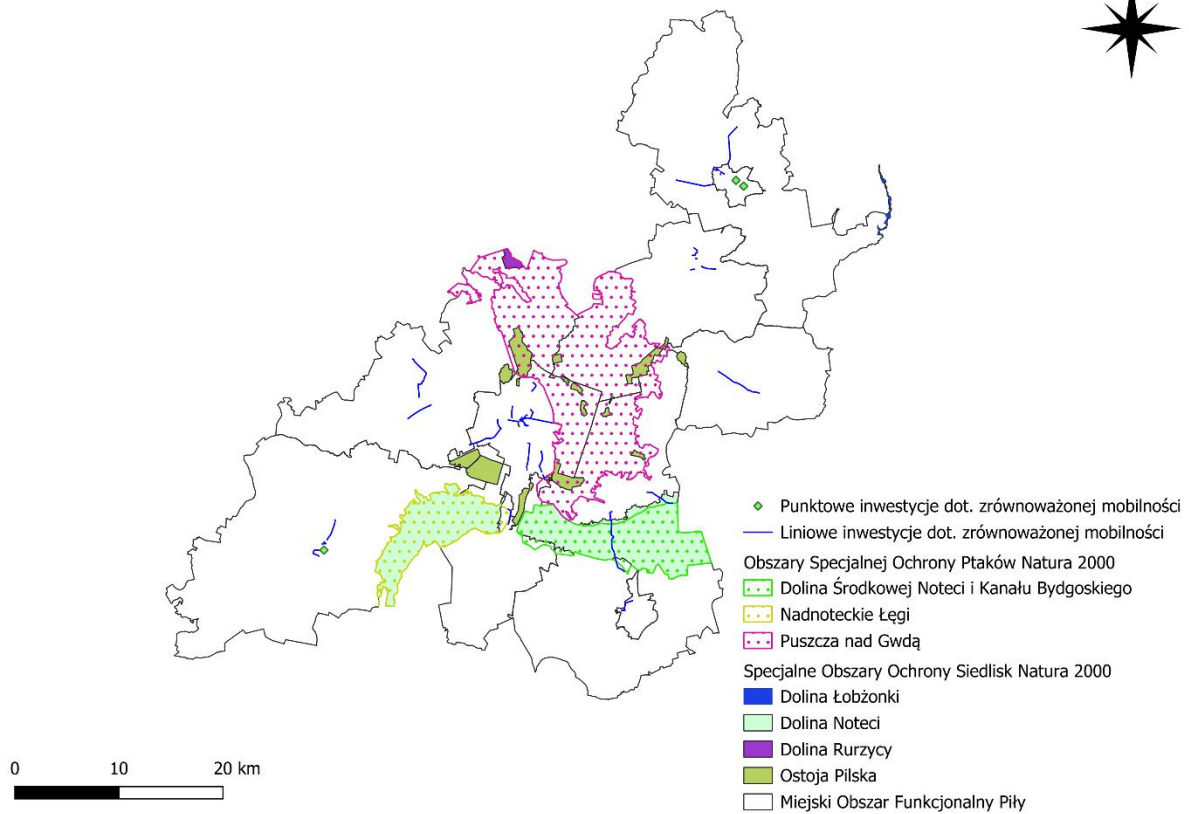 Punktowe inwestycje dot. zrównoważonej mobilności
Liniowe inwestycje dot. zrównoważonej mobilności
Obszary Specjalnej Ochrony Ptaków Natura 2000
Dolina Środkowej Noteci i Kanału Bydgoskiego
Nadnoteckie Łęgi
Puszcza nad Gwdą
Specjalne Obszary Ochrony Siedlisk Natura 2000
Dolina Łobżonki
Dolina Noteci
Dolina Rurzycy
Ostoja Pilska
Miejski Obszar Funkcjonalny Piły
0 10 20 km